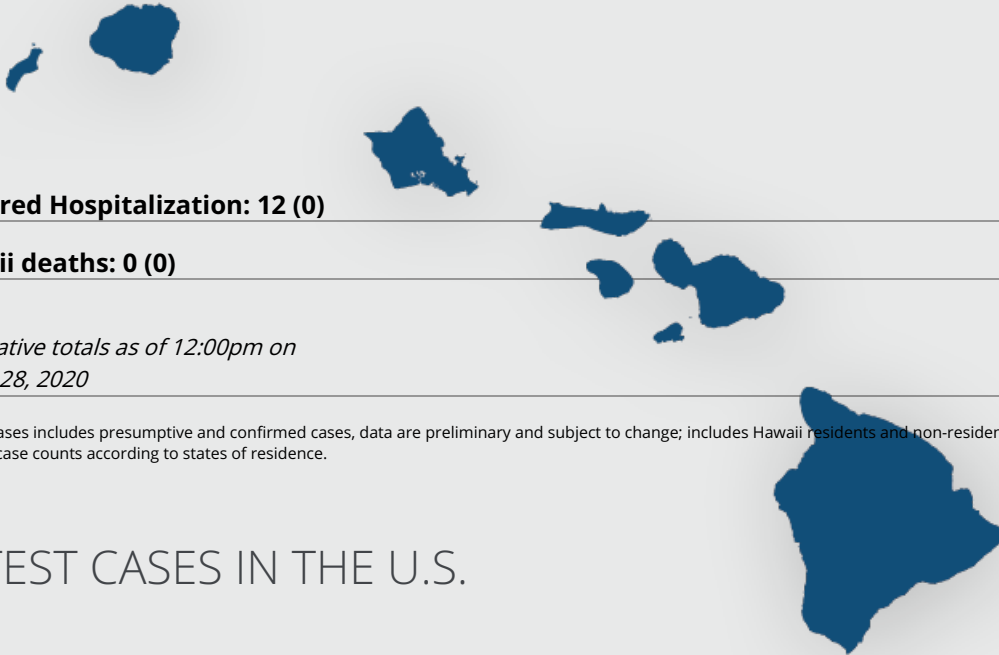 red Hospitalization: 12 (0)
ii deaths: 0 (0)
ative totals as of 12:00pm on
28, 2020
ases includes presumptive and confirmed cases, data are preliminary and subject to change; includes Hawaii residents and non-residen
case counts according to states of residence.
TEST CASES IN THE U.S.